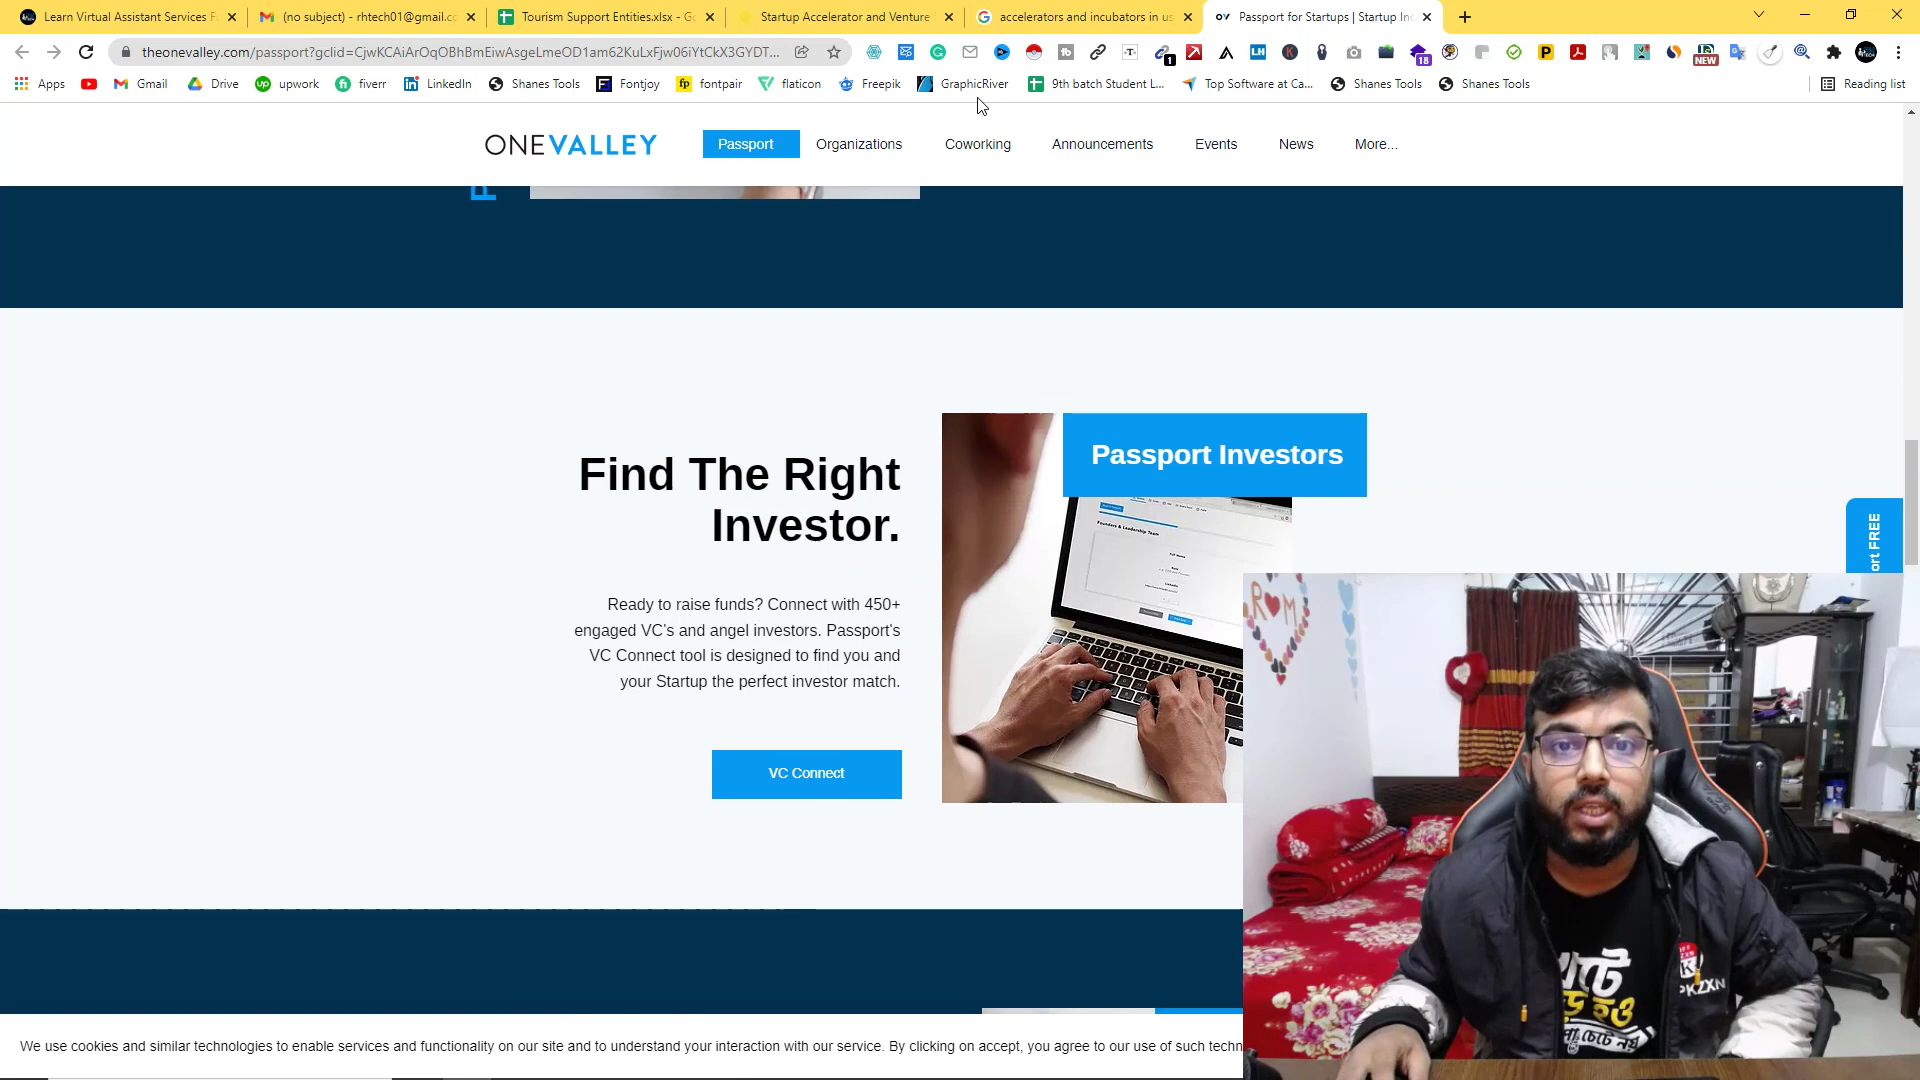 Learn Virtual Assistant Services F
(no subject) - rhtech01@gmail.co
Tourism Support Entities.xlsx - Go
Startup Accelerator and Venture
accelerators and incubators in us
Passport for Startups | Startup In
theonevalley.com/passport?gclid=CjwKCAiArOqOBhBmEiwAsgeLmeOD1am62KuLxFjw06iYtCkX3GYDT...
Apps
Gmail
Drive
upwork
fiverr
LinkedIn
Shanes Tools
Fontjoy
fontpair
flaticon
Freepik
GraphicRiver
9th batch Student L...
Top Software at Ca...
Shanes Tools
Shanes Tools
Reading list
ONEVALLEY
Passport
Organizations
Coworking
Announcements
Events
News
More...
Find The Right
Investor.
Passport Investors
Founders & Leadership Team
Ready to raise funds? Connect with 450+
engaged VC's and angel investors. Passport's
VC Connect tool is designed to find you and
your Startup the perfect investor match.
VC Connect
ort FREE
R M
PKZXN
We use cookies and similar technologies to enable services and functionality on our site and to understand your interaction with our service. By clicking on accept, you agree to our use of such techn